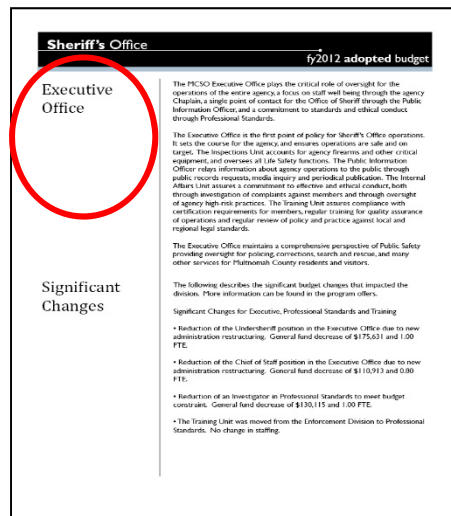 Sheriff's Office
fy2012 adopted budget
Executive
Office
The MCSO Executive Office plays the critical role of oversight for the
operations of the entire agency, a focus on staff well being through the agency
Chaplain, a single point of contact for the Office of Sheriff through the Public
Information Officer, and a commitment to standards and ethical conduct
through Professional Standards.
The Executive Office is the first point of policy for Sheriff's Office operations.
It sets the course for the agency, and ensures operations are safe and on
target. The Inspections Unit accounts for agency firearms and other critical
equipment, and oversees all Life Safety functions. The Public Information
Officer relays information about agency operations to the public through
public records requests, media inquiry and periodical publication. The Internal
Affairs Unit assures a commitment to effective and ethical conduct, both
through investigation of complaints against members and through oversight
of agency high-risk practices. The Training Unit assures compliance with
certification requirements for members, regular training for quality assurance
of operations and regular review of policy and practice against local and
regional legal standards.
The Executive Office maintains a comprehensive perspective of Public Safety
providing oversight for policing, corrections, search and rescue, and many
other services for Multnomah County residents and visitors.
Significant
Changes
The following describes the significant budget changes that impacted the
division. More information can be found in the program offers.
Significant Changes for Executive, Professional Standards and Training
• Reduction of the Undersheriff position in the Executive Office due to new
administration restructuring. General fund decrease of $175,631 and 1.00
FTE.
• Reduction of the Chief of Staff position in the Executive Office due to new
administration restructuring. General fund decrease of $110,913 and 0.80
FTE.
• Reduction of an Investigator in Professional Standards to meet budget
constraint. General fund decrease of $130,115 and 1.00 FTE.
• The Training Unit was moved from the Enforcement Division to Professional
Standards. No change in staffing.